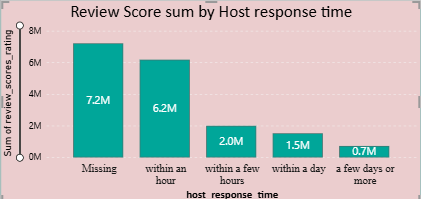 Review Score sum by Host response time
Sum of review_scores_rating
8M
6M
4M
2M
0M
7.2M
6.2M
2.0M
1.5M
0.7M
Missing
within an
hour
within a few
hours
within a day
a few days or
more
host_response_time